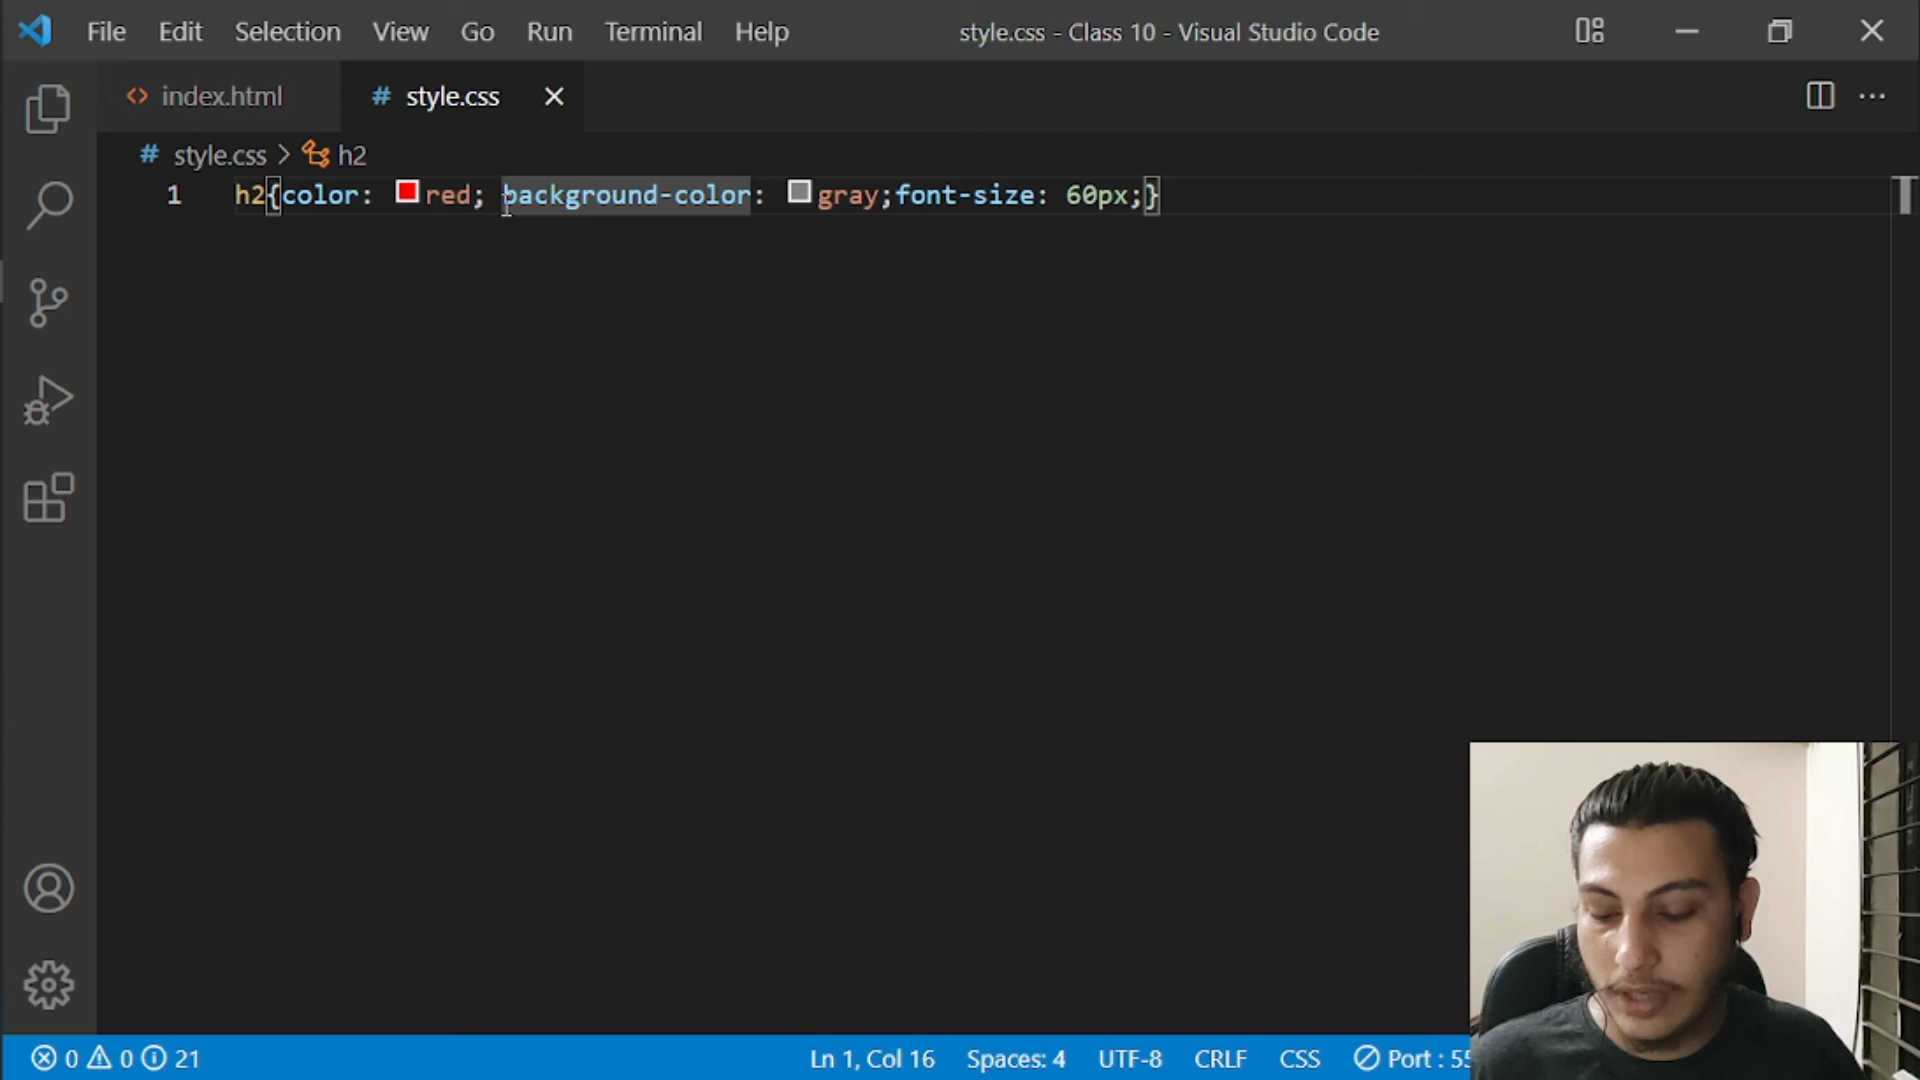 File Edit Selection View Go Run Terminal Help style.css - Class 10 - Visual Studio Code
<> index.html # style.css
# style.css > h2
1 h2{color: red; background-color: gray;font-size: 60px;}
0 0 21 Ln 1, Col 16 Spaces: 4 UTF-8 CRLF CSS Port : 55